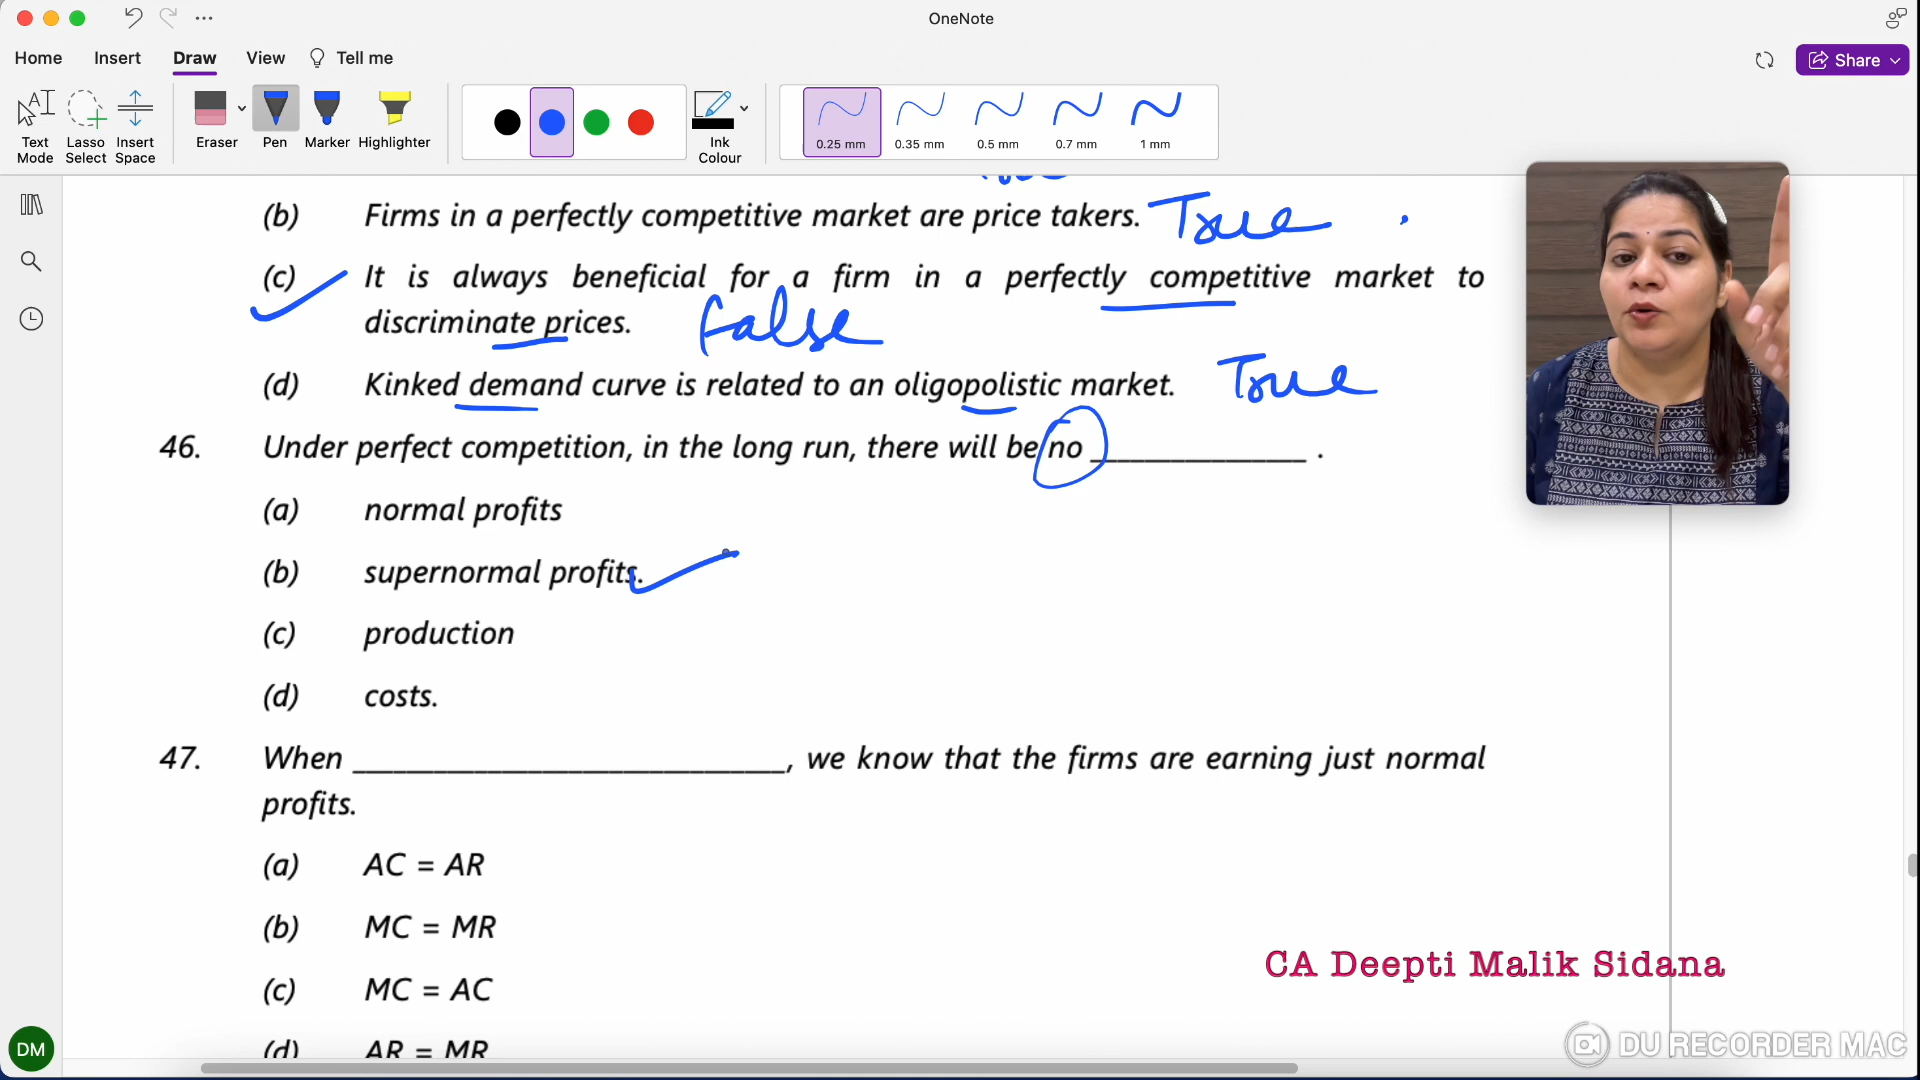 OneNote
Home Insert Draw View Tell me
Share
Text Mode
Lasso Select
Insert Space
Eraser
Pen
Marker
Highlighter
Ink Colour
0.25 mm
0.35 mm
0.5 mm
0.7 mm
1 mm
(b) Firms in a perfectly competitive market are price takers. True
(c) It is always beneficial for a firm in a perfectly competitive market to
discriminate prices. False
(d) Kinked demand curve is related to an oligopolistic market. True
46. Under perfect competition, in the long run, there will be no _______________ .
(a) normal profits
(b) supernormal profits.
(c) production
(d) costs.
47. When ______________________________, we know that the firms are earning just normal
profits.
(a) AC = AR
(b) MC = MR
(c) MC = AC
(d) AR = MR
CA Deepti Malik Sidana
DM
DU RECORDER MAC